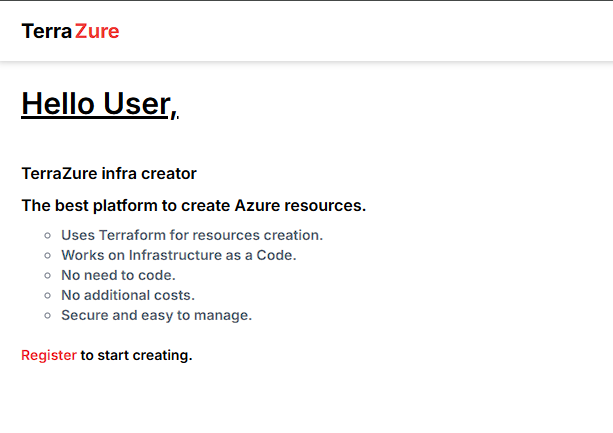 Terra Zure
Hello User,
TerraZure infra creator
The best platform to create Azure resources.
Uses Terraform for resources creation.
Works on Infrastructure as a Code.
No need to code.
No additional costs.
Secure and easy to manage.
Register to start creating.